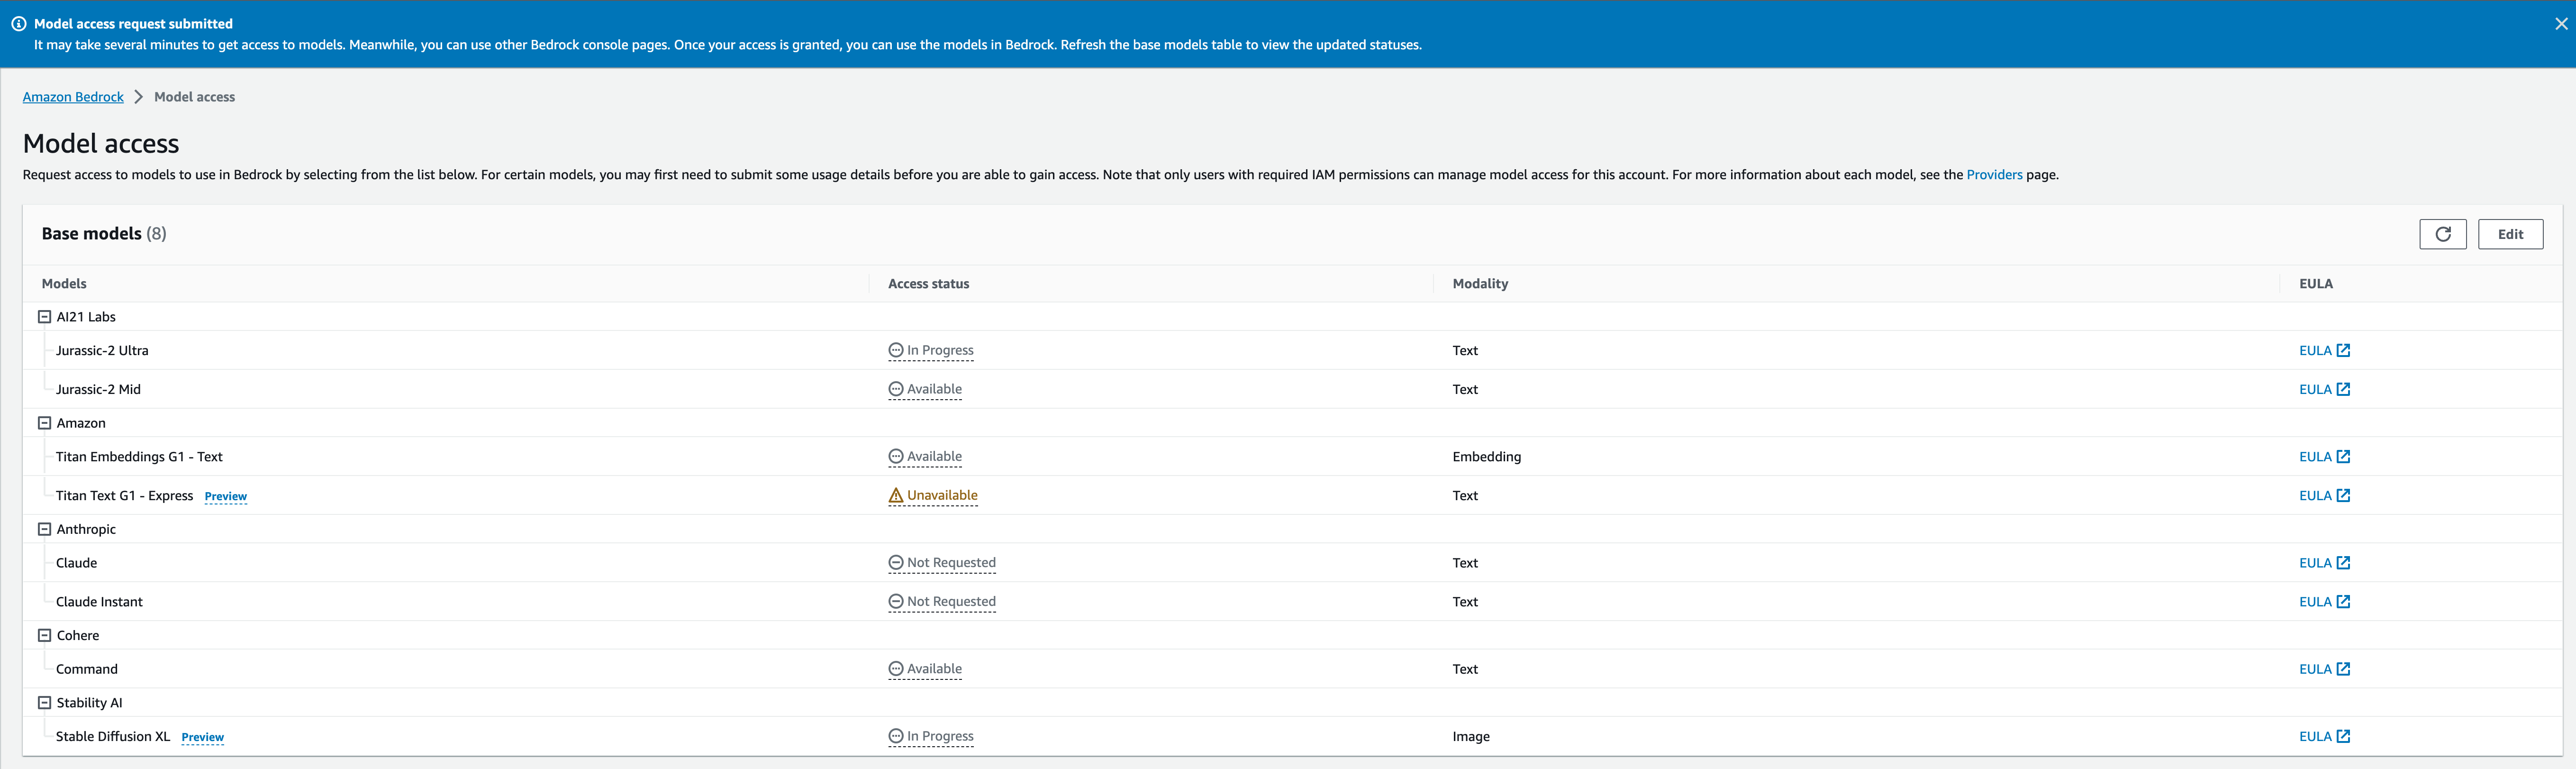 Model access request submitted
It may take several minutes to get access to models. Meanwhile, you can use other Bedrock console pages. Once your access is granted, you can use the models in Bedrock. Refresh the base models table to view the updated statuses.
Amazon Bedrock > Model access
Model access
Request access to models to use in Bedrock by selecting from the list below. For certain models, you may first need to submit some usage details before you are able to gain access. Note that only users with required IAM permissions can manage model access for this account. For more information about each model, see the Providers page.
Base models (8) Edit
Models Access status Modality EULA
AI21 Labs
Jurassic-2 Ultra In Progress Text EULA
Jurassic-2 Mid Available Text EULA
Amazon
Titan Embeddings G1 - Text Available Embedding EULA
Titan Text G1 - Express Preview Unavailable Text EULA
Anthropic
Claude Not Requested Text EULA
Claude Instant Not Requested Text EULA
Cohere
Command Available Text EULA
Stability AI
Stable Diffusion XL Preview In Progress Image EULA